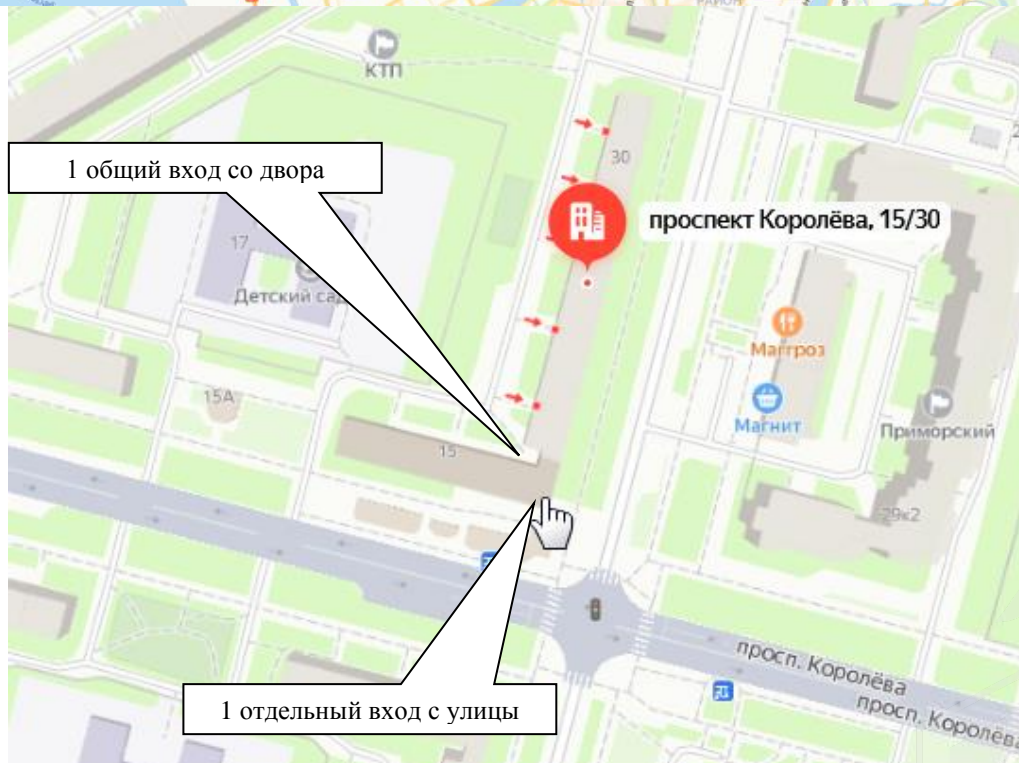 РАЙОН
КТП
1 общий вход со двора
30
проспект Королёва, 15/30
17
Детский сад
Маггроз
15А
Магнит
Приморский
15
29к2
просп. Королёва
просп. Королёва
1 отдельный вход с улицы